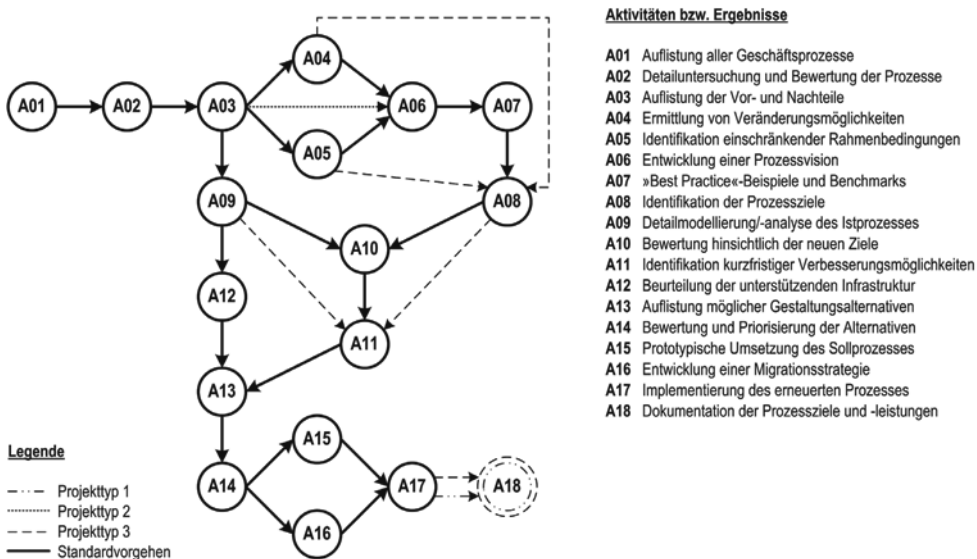 A04
A01
A02
A03
A06
A07
A05
A09
A08
A10
A12
A11
A13
A15
A14
A17
A18
A16
Legende
Projekttyp 1
Projekttyp 2
Projekttyp 3
Standardvorgehen
Aktivitäten bzw. Ergebnisse
A01 Auflistung aller Geschäftsprozesse
A02 Detailuntersuchung und Bewertung der Prozesse
A03 Auflistung der Vor- und Nachteile
A04 Ermittlung von Veränderungsmöglichkeiten
A05 Identifikation einschränkender Rahmenbedingungen
A06 Entwicklung einer Prozessvision
A07 »Best Practice«-Beispiele und Benchmarks
A08 Identifikation der Prozessziele
A09 Detailmodellierung/-analyse des Istprozesses
A10 Bewertung hinsichtlich der neuen Ziele
A11 Identifikation kurzfristiger Verbesserungsmöglichkeiten
A12 Beurteilung der unterstützenden Infrastruktur
A13 Auflistung möglicher Gestaltungsalternativen
A14 Bewertung und Priorisierung der Alternativen
A15 Prototypische Umsetzung des Sollprozesses
A16 Entwicklung einer Migrationsstrategie
A17 Implementierung des erneuerten Prozesses
A18 Dokumentation der Prozessziele und -leistungen